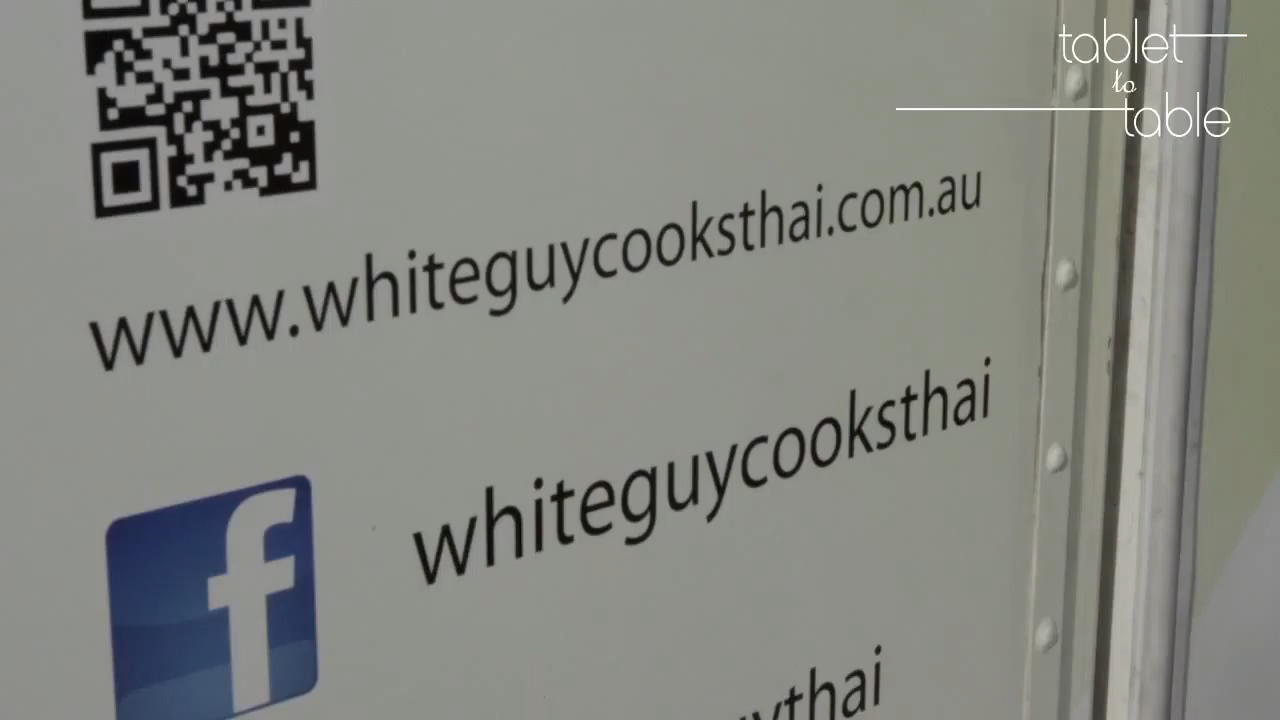 tablet
to
table
www.whiteguycooksthai.com.au
whiteguycooksthai